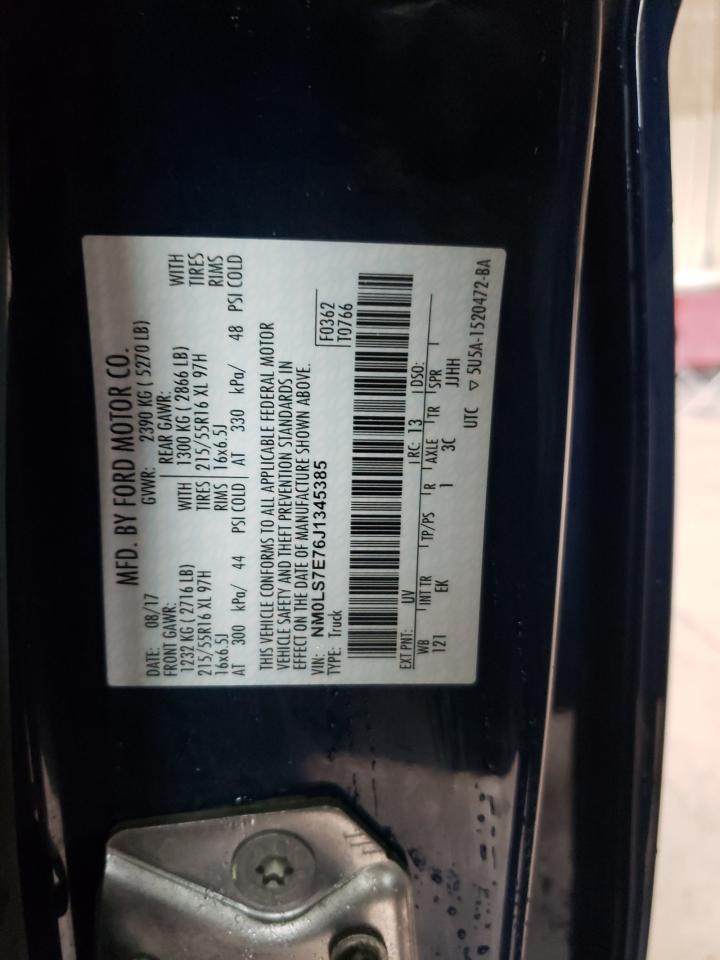 MFD. BY FORD MOTOR CO.
DATE: 08/17 GVWR: 2390 KG ( 5270 LB)
FRONT GAWR: REAR GAWR:
1232 KG ( 2716 LB) WITH 1300 KG ( 2866 LB) WITH
215/55R16 XL 97H TIRES 215/55R16 XL 97H TIRES
16x6.5J RIMS 16x6.5J RIMS
AT 300 kPa/ 44 PSI COLD AT 330 kPa/ 48 PSI COLD
THIS VEHICLE CONFORMS TO ALL APPLICABLE FEDERAL MOTOR
VEHICLE SAFETY AND THEFT PREVENTION STANDARDS IN
EFFECT ON THE DATE OF MANUFACTURE SHOWN ABOVE.
VIN: NM0LS7E76J1345385 F0362
TYPE: Truck T0766
EXT PNT: UV RC: 13 DSO:
WB INT TR TP/PS R AXLE TR SPR
121 EK 1 3C JJHH
UTC ▽ 5U5A-1520472-BA